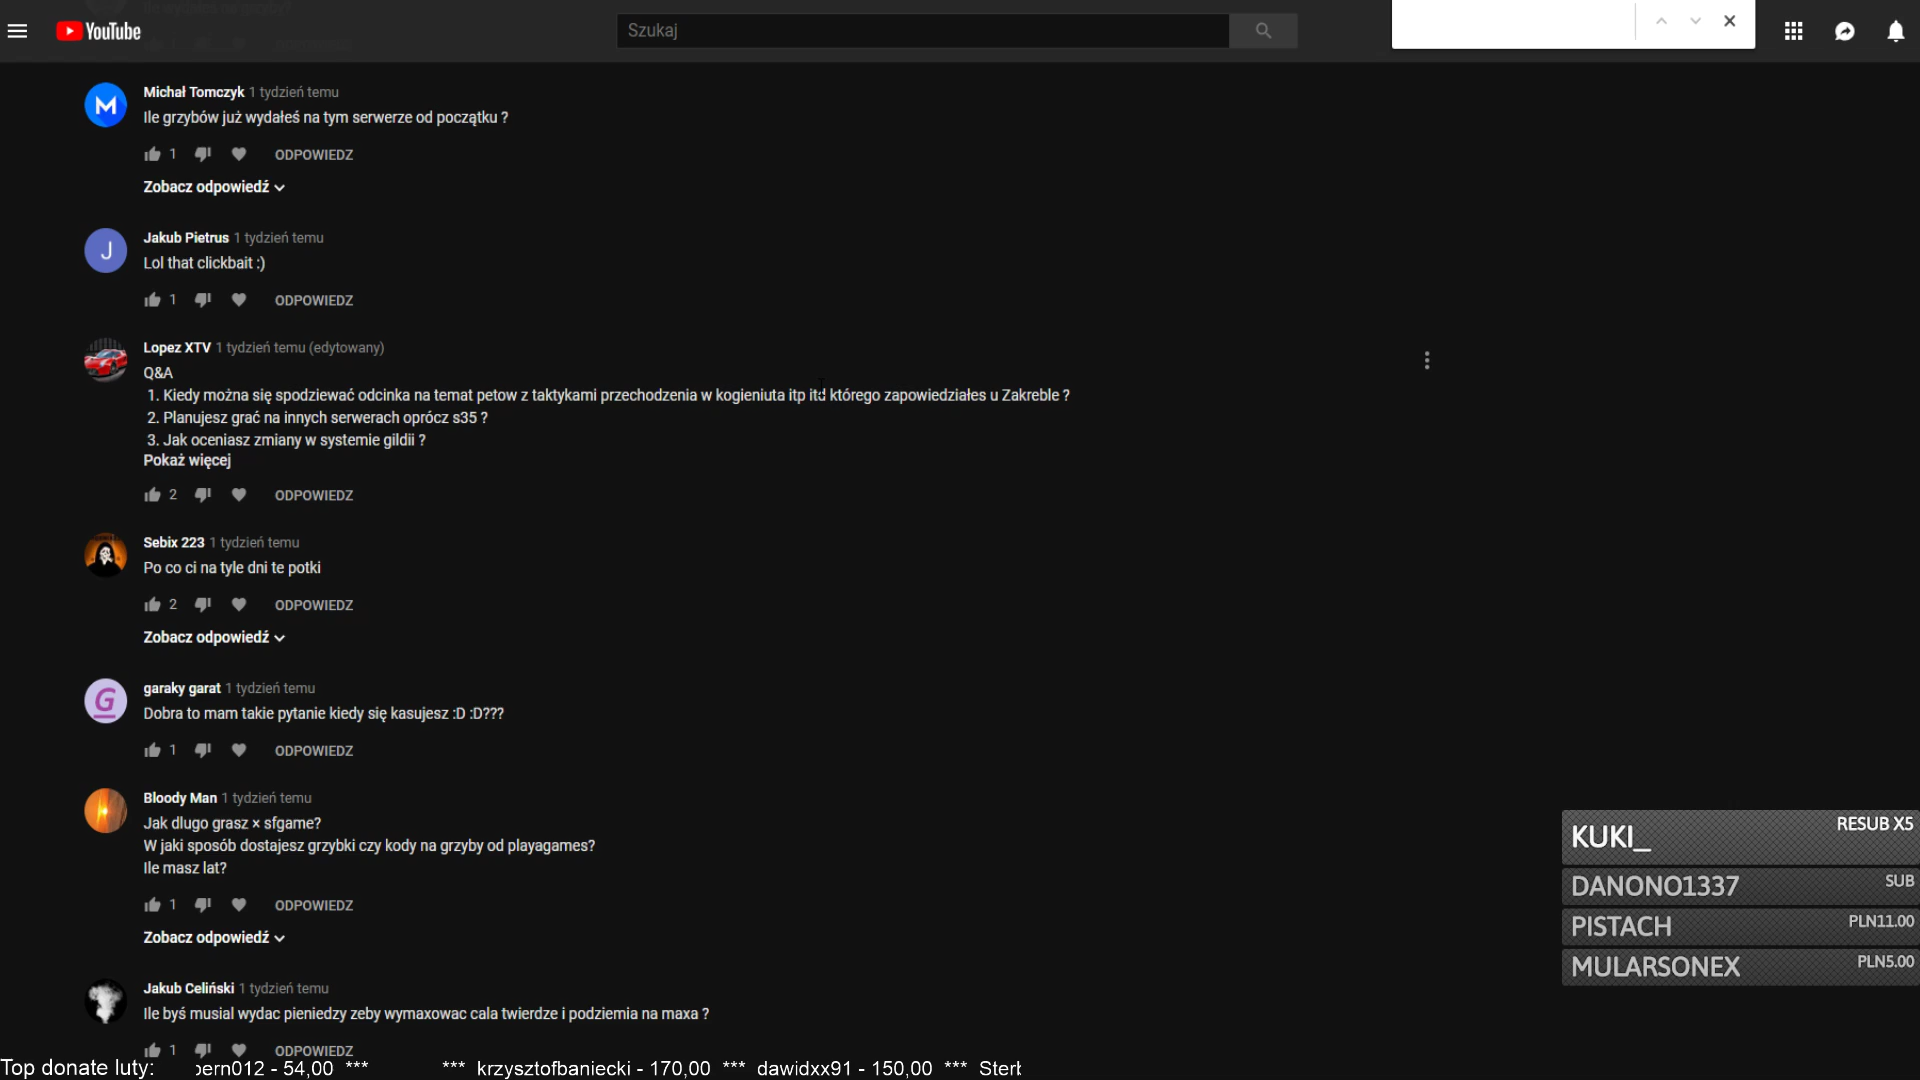 YouTube
Szukaj
Michał Tomczyk 1 tydzień temu
Ile grzybów już wydałeś na tym serwerze od początku ?
1 ODPOWIEDZ
Zobacz odpowiedź
J
Jakub Pietrus 1 tydzień temu
Lol that clickbait :)
1 ODPOWIEDZ
Lopez XTV 1 tydzień temu (edytowany)
Q&A
1. Kiedy można się spodziewać odcinka na temat petow z taktykami przechodzenia w kogieniuta itp itd którego zapowiedziałes u Zakreble ?
2. Planujesz grać na innych serwerach oprócz s35 ?
3. Jak oceniasz zmiany w systemie gildii ?
Pokaż więcej
2 ODPOWIEDZ
Sebix 223 1 tydzień temu
Po co ci na tyle dni te potki
2 ODPOWIEDZ
Zobacz odpowiedź
G
garaky garat 1 tydzień temu
Dobra to mam takie pytanie kiedy się kasujesz :D :D???
1 ODPOWIEDZ
Bloody Man 1 tydzień temu
Jak dlugo grasz × sfgame?
W jaki sposób dostajesz grzybki czy kody na grzyby od playagames?
Ile masz lat?
1 ODPOWIEDZ
Zobacz odpowiedź
KUKI_ RESUB X5
DANONO1337 SUB
PISTACH PLN11.00
MULARSONEX PLN5.00
Jakub Celiński 1 tydzień temu
Ile byś musial wydac pieniedzy zeby wymaxowac cala twierdze i podziemia na maxa ?
1 ODPOWIEDZ
Top donate luty: bern012 - 54,00 *** *** krzysztofbaniecki - 170,00 *** dawidxx91 - 150,00 *** Sterb